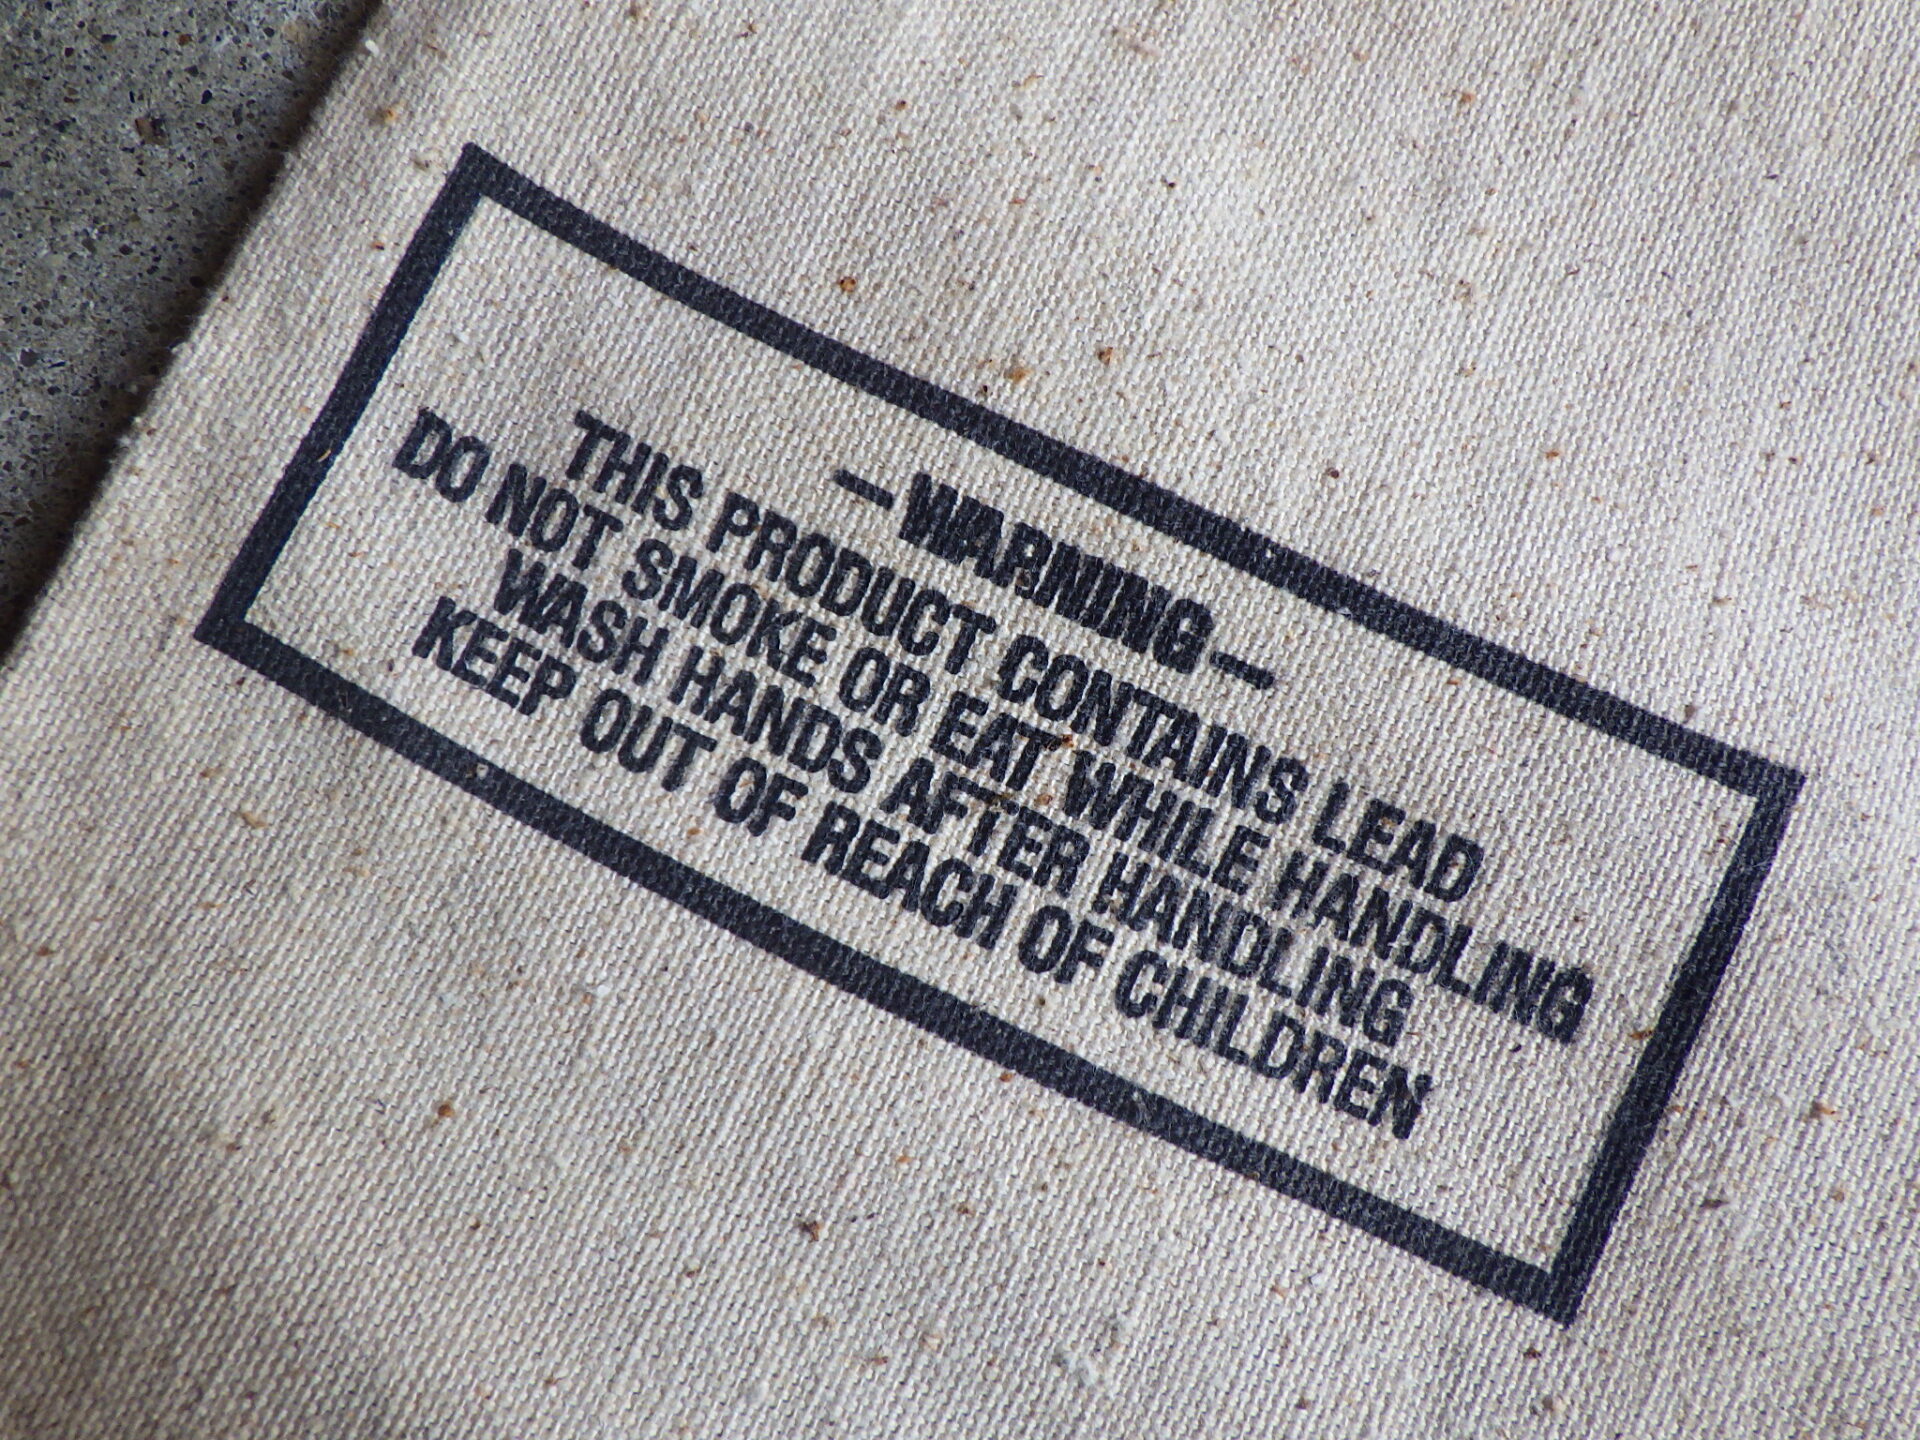 -WARNING-
THIS PRODUCT CONTAINS LEAD
DO NOT SMOKE OR EAT WHILE HANDLING
WASH HANDS AFTER HANDLING
KEEP OUT OF REACH OF CHILDREN